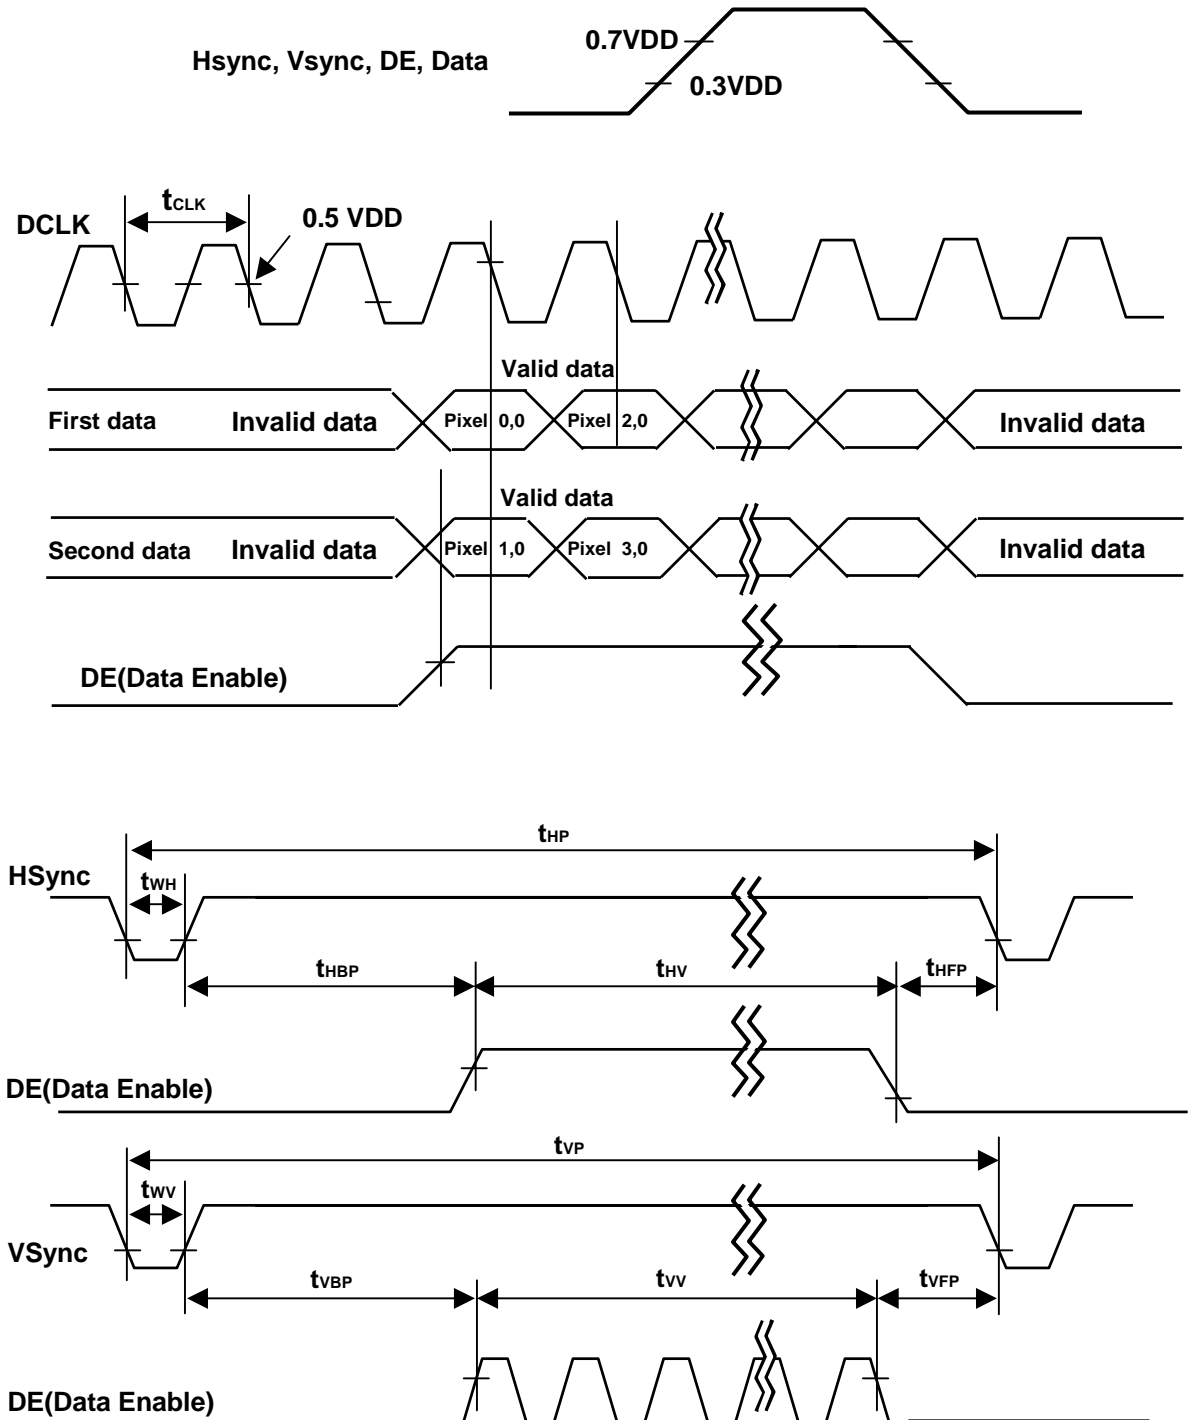 0.7VDD
Hsync, Vsync, DE, Data
0.3VDD
tCLK
0.5 VDD
DCLK
Valid data
First data Invalid data Pixel 0,0 Pixel 2,0 Invalid data
Valid data
Second data Invalid data Pixel 1,0 Pixel 3,0 Invalid data
DE(Data Enable)
tHP
HSync
tWH
tHBP tHV tHFP
DE(Data Enable)
tVP
tWV
VSync
tVBP tVV tVFP
DE(Data Enable)